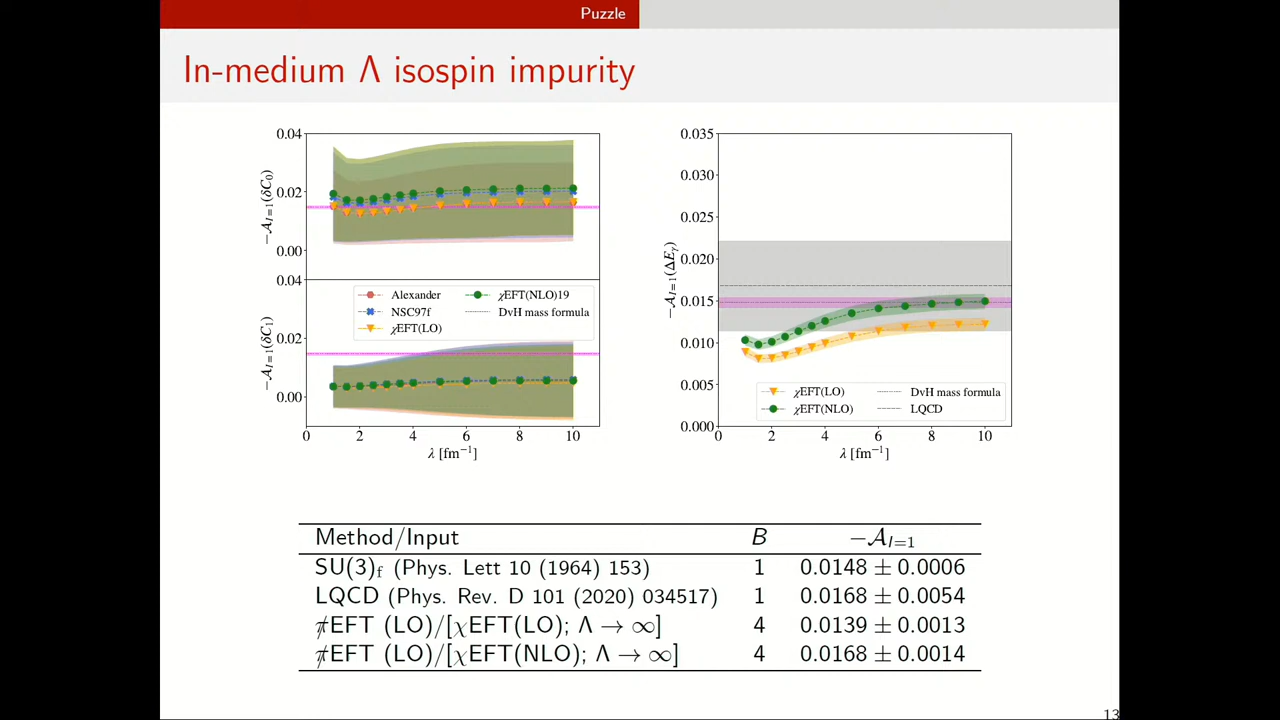 Puzzle
In-medium Λ isospin impurity
0.04
0.02
0.00
−𝒜_{I=1}(δC₀)
0.04
0.02
0.00
−𝒜_{I=1}(δC₁)
Alexander
NSC97f
χEFT(LO)
χEFT(NLO)19
DvH mass formula
0 2 4 6 8 10
λ [fm⁻¹]
0.035
0.030
0.025
0.020
0.015
0.010
0.005
0.000
−𝒜_{I=1}(ΔE_γ)
χEFT(LO)
χEFT(NLO)
DvH mass formula
LQCD
0 2 4 6 8 10
λ [fm⁻¹]
Method/Input B −𝒜_{I=1}
SU(3)_f (Phys. Lett 10 (1964) 153) 1 0.0148 ± 0.0006
LQCD (Phys. Rev. D 101 (2020) 034517) 1 0.0168 ± 0.0054
π̸EFT (LO)/[χEFT(LO); Λ → ∞] 4 0.0139 ± 0.0013
π̸EFT (LO)/[χEFT(NLO); Λ → ∞] 4 0.0168 ± 0.0014
13